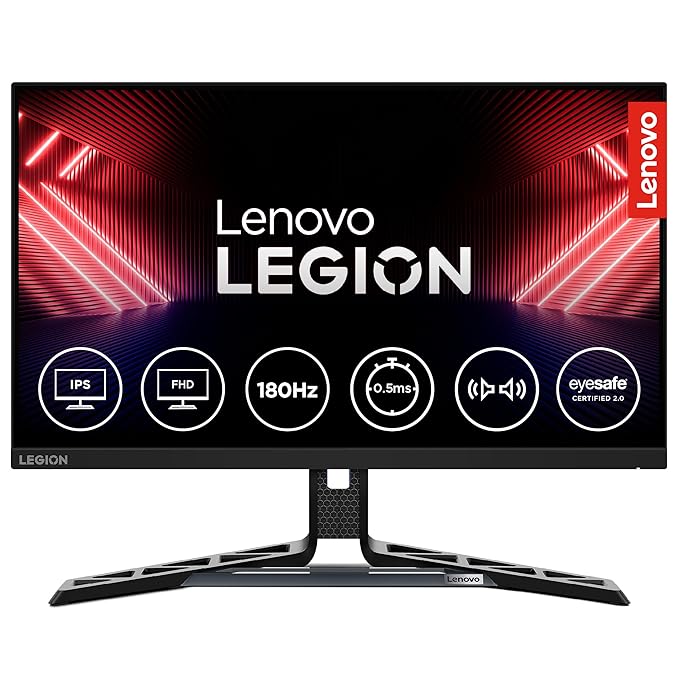 Lenovo
Lenovo
LEGION
IPS
FHD
180Hz
0.5ms
eyesafe®
CERTIFIED 2.0
LEGION
Lenovo